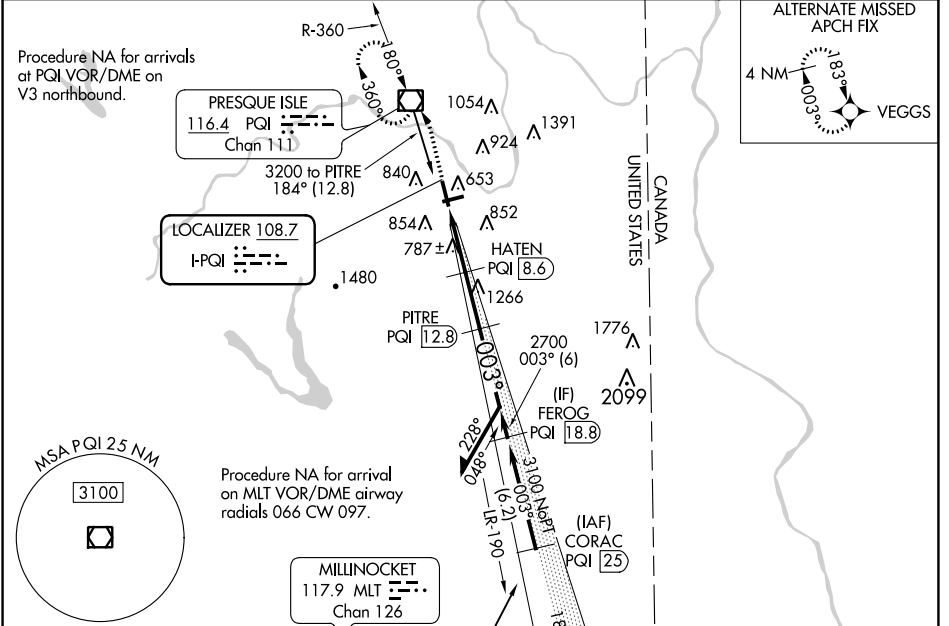 Procedure NA for arrivals
at PQI VOR/DME on
V3 northbound.
R-360
180°
360°
PRESQUE ISLE
116.4 PQI
Chan 111
3200 to PITRE
184° (12.8)
LOCALIZER 108.7
I-PQI
1054
924
1391
840
653
854
852
787 ±
1480
HATEN
PQI 8.6
1266
PITRE
PQI 12.8
003°
2700
003° (6)
1776
2099
(IF)
FEROG
PQI 18.8
228°
048°
3100 NoPT
003°
(6.2)
LR-190
(IAF)
CORAC
PQI 25
CANADA
UNITED STATES
ALTERNATE MISSED
APCH FIX
4 NM
183°
003°
VEGGS
MSA PQI 25 NM
3100
Procedure NA for arrival
on MLT VOR/DME airway
radials 066 CW 097.
MILLINOCKET
117.9 MLT
Chan 126